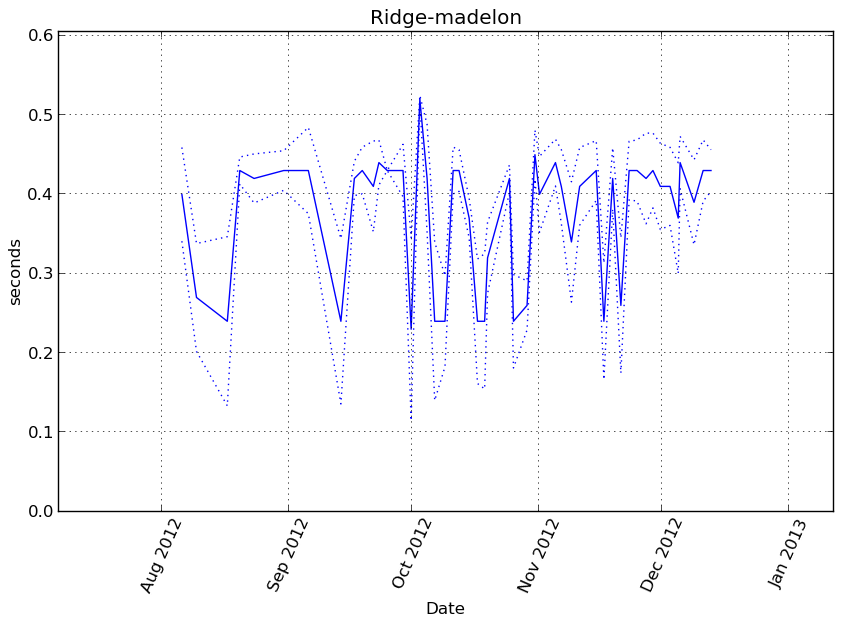 Ridge-madelon
0.6
0.5
0.4
0.3
0.2
0.1
0.0
seconds
Aug 2012
Sep 2012
Oct 2012
Nov 2012
Dec 2012
Jan 2013
Date